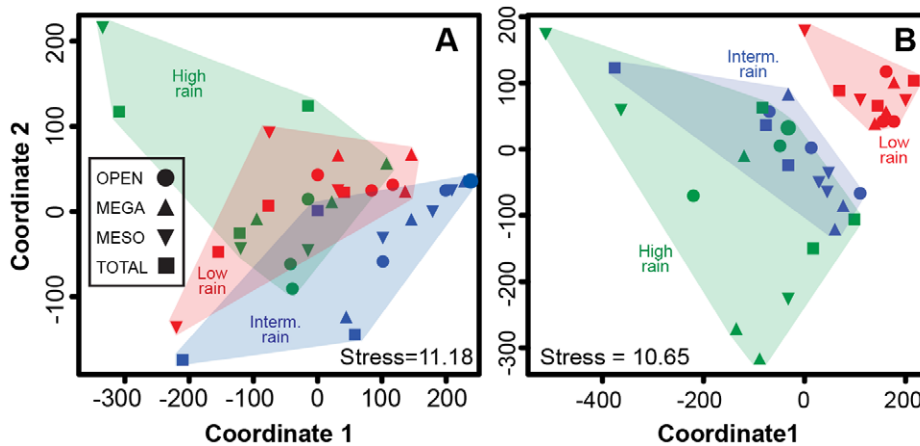 A
200
100
0
-100
Coordinate 2
High
rain
OPEN
MEGA
MESO
TOTAL
Low
rain
Interm.
rain
Stress=11.18
-300
-200
-100
0
100
200
Coordinate 1
B
200
100
0
-100
-200
-300
Interm.
rain
Low
rain
High
rain
Stress = 10.65
-400
-200
0
200
Coordinate1